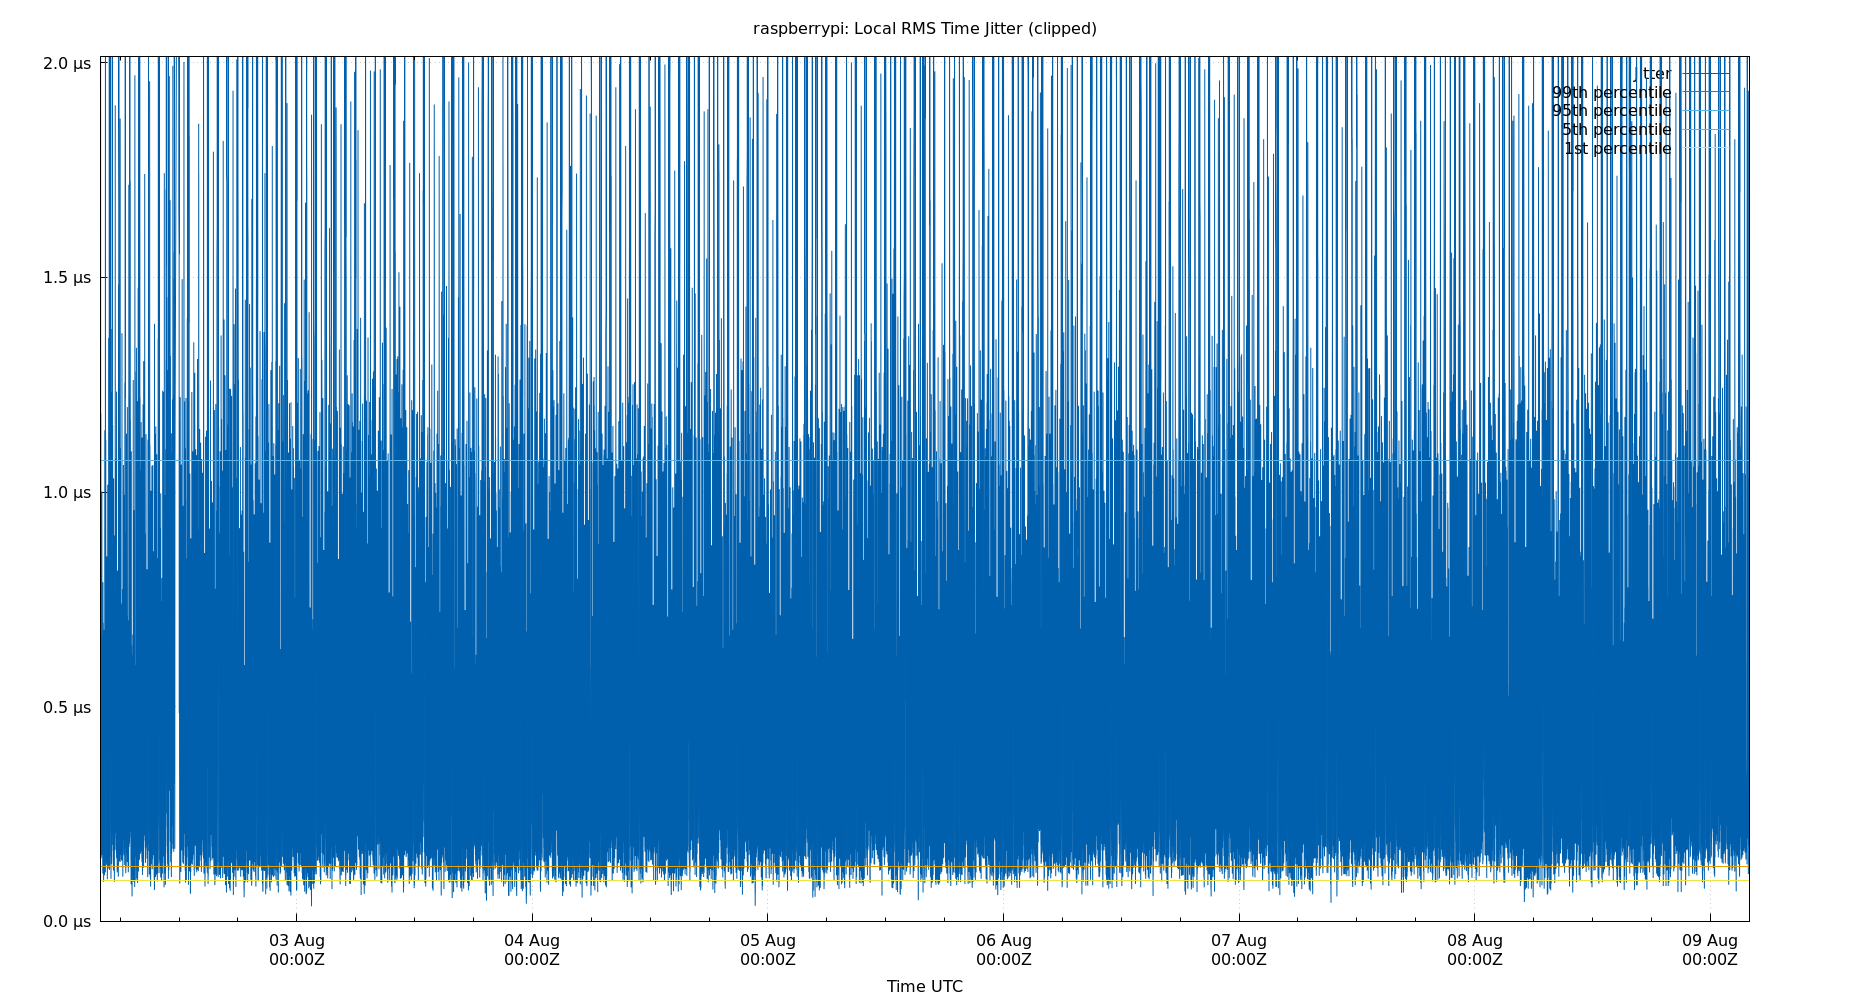 raspberrypi: Local RMS Time Jitter (clipped)
2.0 µs
1.5 µs
1.0 µs
0.5 µs
0.0 µs
jitter
99th percentile
95th percentile
5th percentile
1st percentile
03 Aug
00:00Z
04 Aug
00:00Z
05 Aug
00:00Z
06 Aug
00:00Z
07 Aug
00:00Z
08 Aug
00:00Z
09 Aug
00:00Z
Time UTC